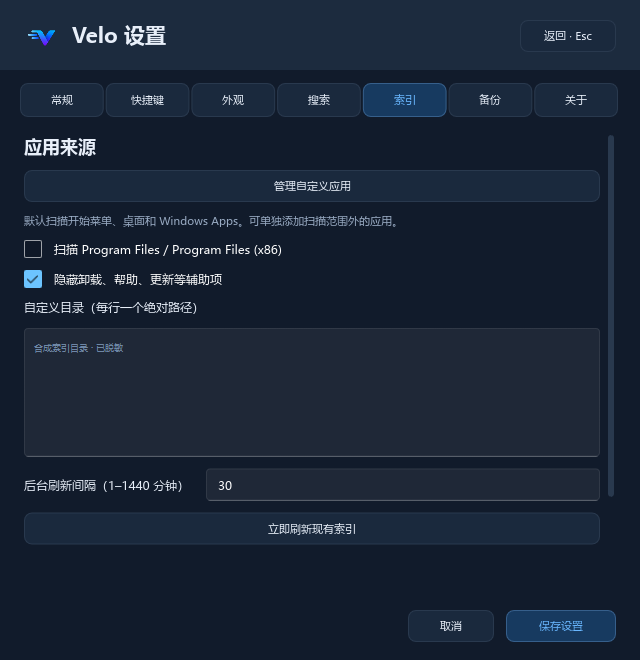 Velo 设置
返回 · Esc
常规
快捷键
外观
搜索
索引
备份
关于
应用来源
管理自定义应用
默认扫描开始菜单、桌面和 Windows Apps。可单独添加扫描范围外的应用。
扫描 Program Files / Program Files (x86)
隐藏卸载、帮助、更新等辅助项
自定义目录（每行一个绝对路径）
合成索引目录 · 已脱敏
后台刷新间隔（1–1440 分钟）
30
立即刷新现有索引
取消
保存设置